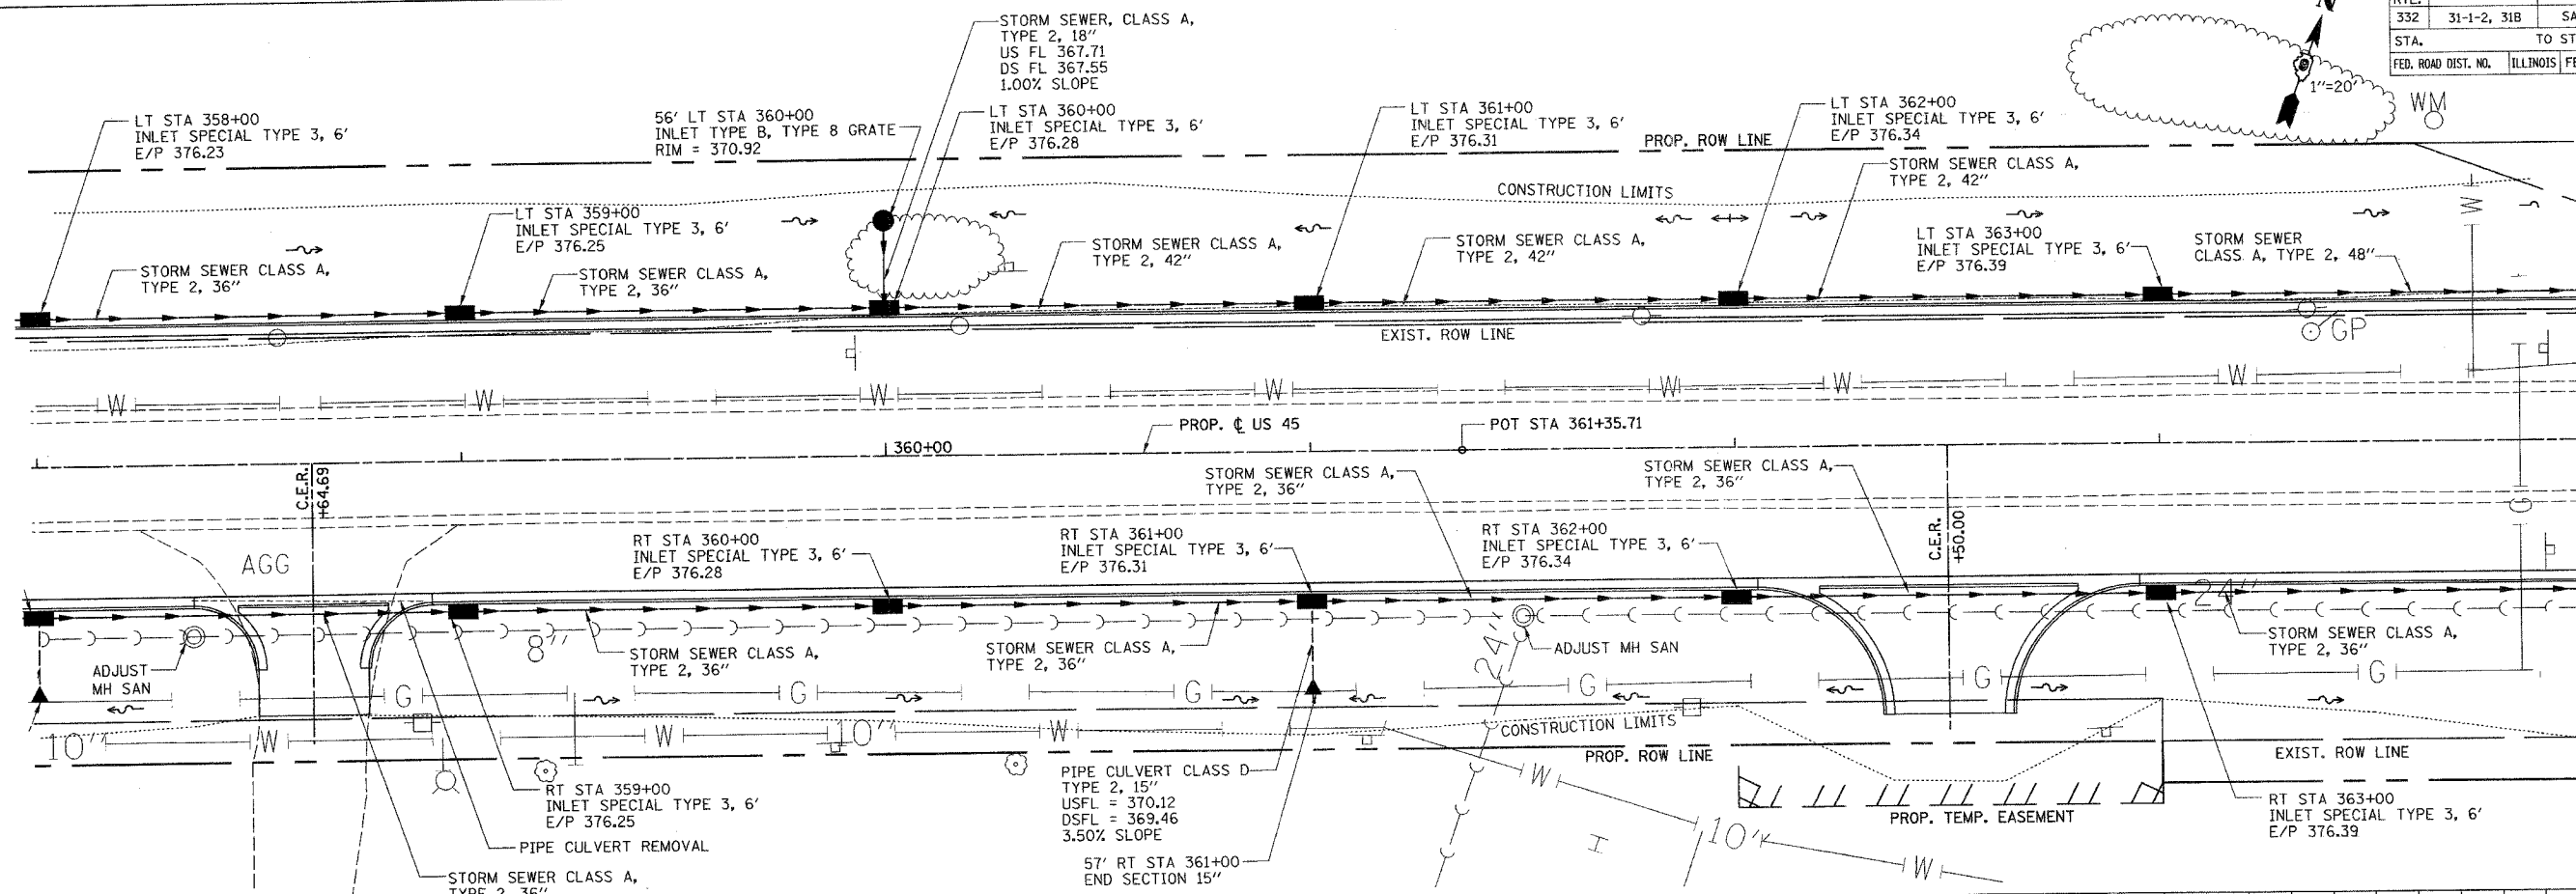 332 31-1-2, 31B
STA. TO
FED. ROAD DIST. NO. ILLINOIS
N
1"=20'
WM
STORM SEWER, CLASS A,
TYPE 2, 18"
US FL 367.71
DS FL 367.55
1.00% SLOPE
LT STA 358+00
INLET SPECIAL TYPE 3, 6'
E/P 376.23
56' LT STA 360+00
INLET TYPE B, TYPE 8 GRATE
RIM = 370.92
LT STA 360+00
INLET SPECIAL TYPE 3, 6'
E/P 376.28
LT STA 361+00
INLET SPECIAL TYPE 3, 6'
E/P 376.31
PROP. ROW LINE
LT STA 362+00
INLET SPECIAL TYPE 3, 6'
E/P 376.34
STORM SEWER CLASS A,
TYPE 2, 42"
CONSTRUCTION LIMITS
LT STA 359+00
INLET SPECIAL TYPE 3, 6'
E/P 376.25
STORM SEWER CLASS A,
TYPE 2, 36"
STORM SEWER CLASS A,
TYPE 2, 36"
STORM SEWER CLASS A,
TYPE 2, 42"
STORM SEWER CLASS A,
TYPE 2, 42"
LT STA 363+00
INLET SPECIAL TYPE 3, 6'
E/P 376.39
STORM SEWER
CLASS A, TYPE 2, 48"
W
EXIST. ROW LINE
GP
W W W W W W W
PROP. ℄ US 45
POT STA 361+35.71
360+00
C.E.R.
+64.69
STORM SEWER CLASS A,
TYPE 2, 36"
STORM SEWER CLASS A,
TYPE 2, 36"
C.E.R.
+50.00
G
AGG
RT STA 360+00
INLET SPECIAL TYPE 3, 6'
E/P 376.28
RT STA 361+00
INLET SPECIAL TYPE 3, 6'
E/P 376.31
RT STA 362+00
INLET SPECIAL TYPE 3, 6'
E/P 376.34
24"
8"
ADJUST
MH SAN
STORM SEWER CLASS A,
TYPE 2, 36"
STORM SEWER CLASS A,
TYPE 2, 36"
24"
ADJUST MH SAN
STORM SEWER CLASS A,
TYPE 2, 36"
G G G G G G
10" W W 10" W
CONSTRUCTION LIMITS
PROP. ROW LINE
EXIST. ROW LINE
RT STA 359+00
INLET SPECIAL TYPE 3, 6'
E/P 376.25
PIPE CULVERT REMOVAL
STORM SEWER CLASS A,
TYPE 2, 36"
PIPE CULVERT CLASS D
TYPE 2, 15"
USFL = 370.12
DSFL = 369.46
3.50% SLOPE
57' RT STA 361+00
END SECTION 15"
W
10"
W
PROP. TEMP. EASEMENT
RT STA 363+00
INLET SPECIAL TYPE 3, 6'
E/P 376.39